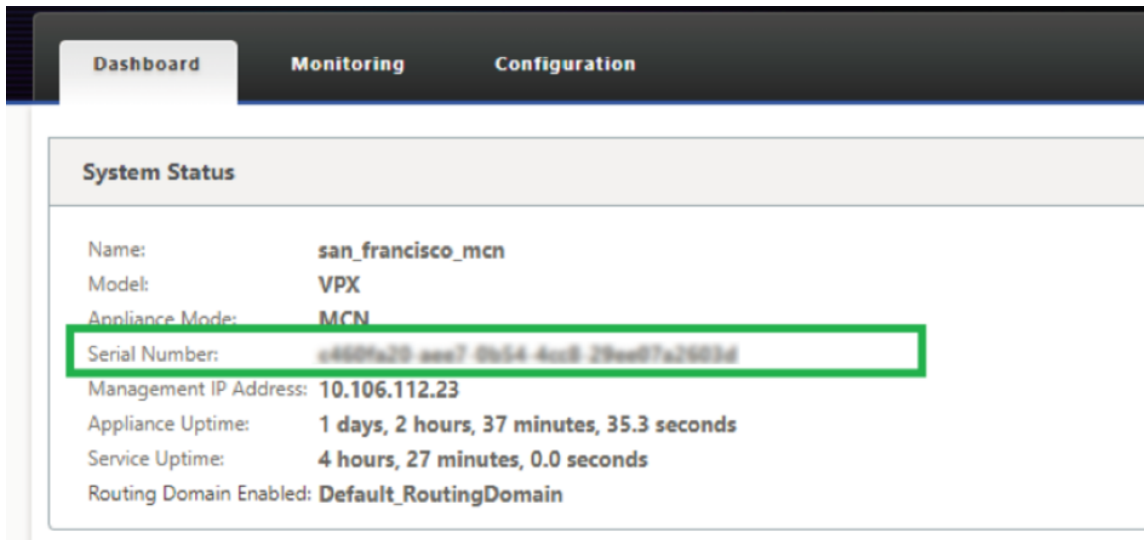 Dashboard Monitoring Configuration
System Status
Name: san_francisco_mcn
Model: VPX
Appliance Mode: MCN
Serial Number:
Management IP Address: 10.106.112.23
Appliance Uptime: 1 days, 2 hours, 37 minutes, 35.3 seconds
Service Uptime: 4 hours, 27 minutes, 0.0 seconds
Routing Domain Enabled: Default_RoutingDomain